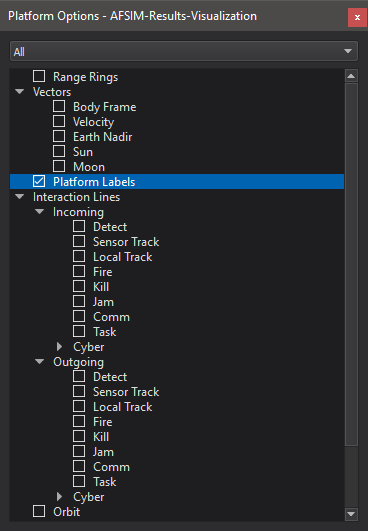 Platform Options - AFSIM-Results-Visualization
x
All
Range Rings
Vectors
Body Frame
Velocity
Earth Nadir
Sun
Moon
Platform Labels
Interaction Lines
Incoming
Detect
Sensor Track
Local Track
Fire
Kill
Jam
Comm
Task
Cyber
Outgoing
Detect
Sensor Track
Local Track
Fire
Kill
Jam
Comm
Task
Cyber
Orbit